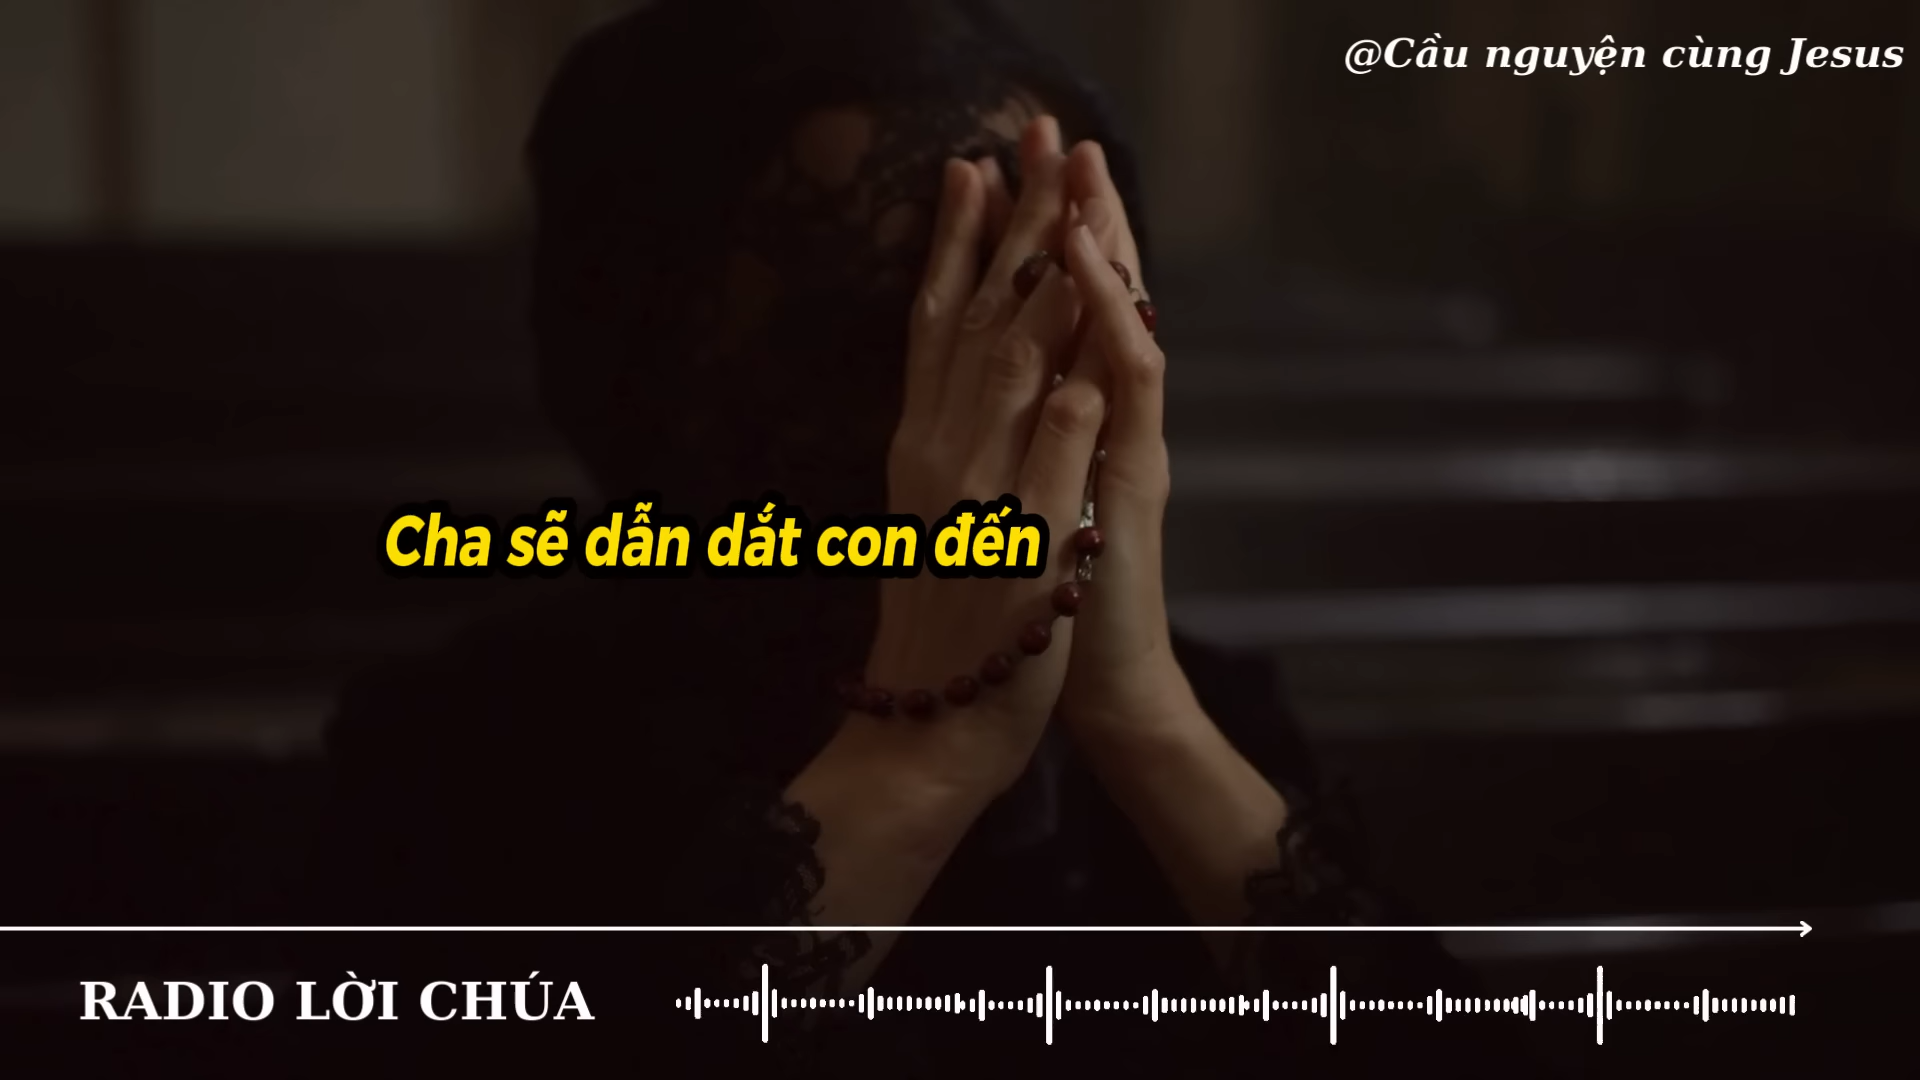 @Cầu nguyện cùng Jesus
Cha sẽ dẫn dắt con đến
RADIO LỜI CHÚA